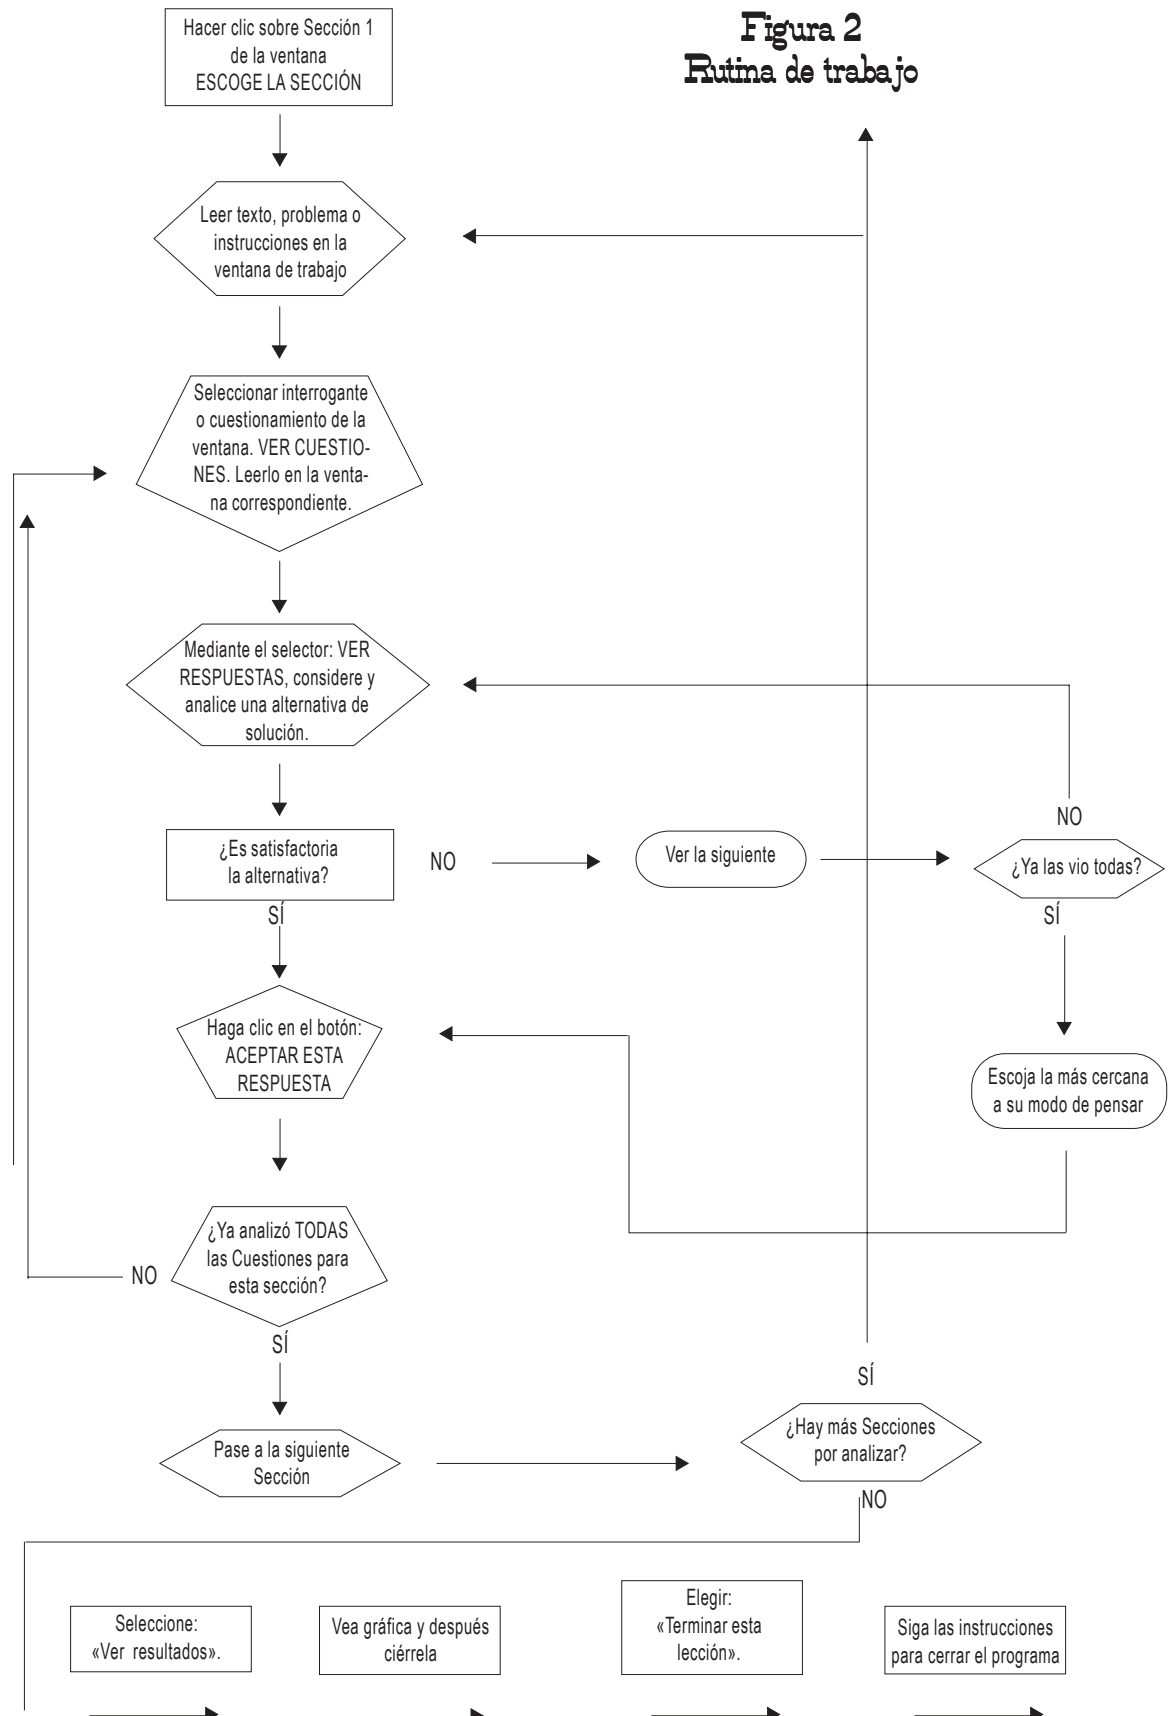 Figura 2
Rutina de trabajo
Hacer clic sobre Sección 1
de la ventana
ESCOGE LA SECCIÓN
Leer texto, problema o
instrucciones en la
ventana de trabajo
Seleccionar interrogante
o cuestionamiento de la
ventana. VER CUESTIO-
NES. Leerlo en la venta-
na correspondiente.
Mediante el selector: VER
RESPUESTAS, considere y
analice una alternativa de
solución.
¿Es satisfactoria
la alternativa?
NO
Ver la siguiente
NO
¿Ya las vio todas?
SÍ
SÍ
Haga clic en el botón:
ACEPTAR ESTA
RESPUESTA
Escoja la más cercana
a su modo de pensar
¿Ya analizó TODAS
las Cuestiones para
esta sección?
NO
SÍ
Pase a la siguiente
Sección
SÍ
¿Hay más Secciones
por analizar?
NO
Seleccione:
«Ver resultados».
Vea gráfica y después
ciérrela
Elegir:
«Terminar esta
lección».
Siga las instrucciones
para cerrar el programa